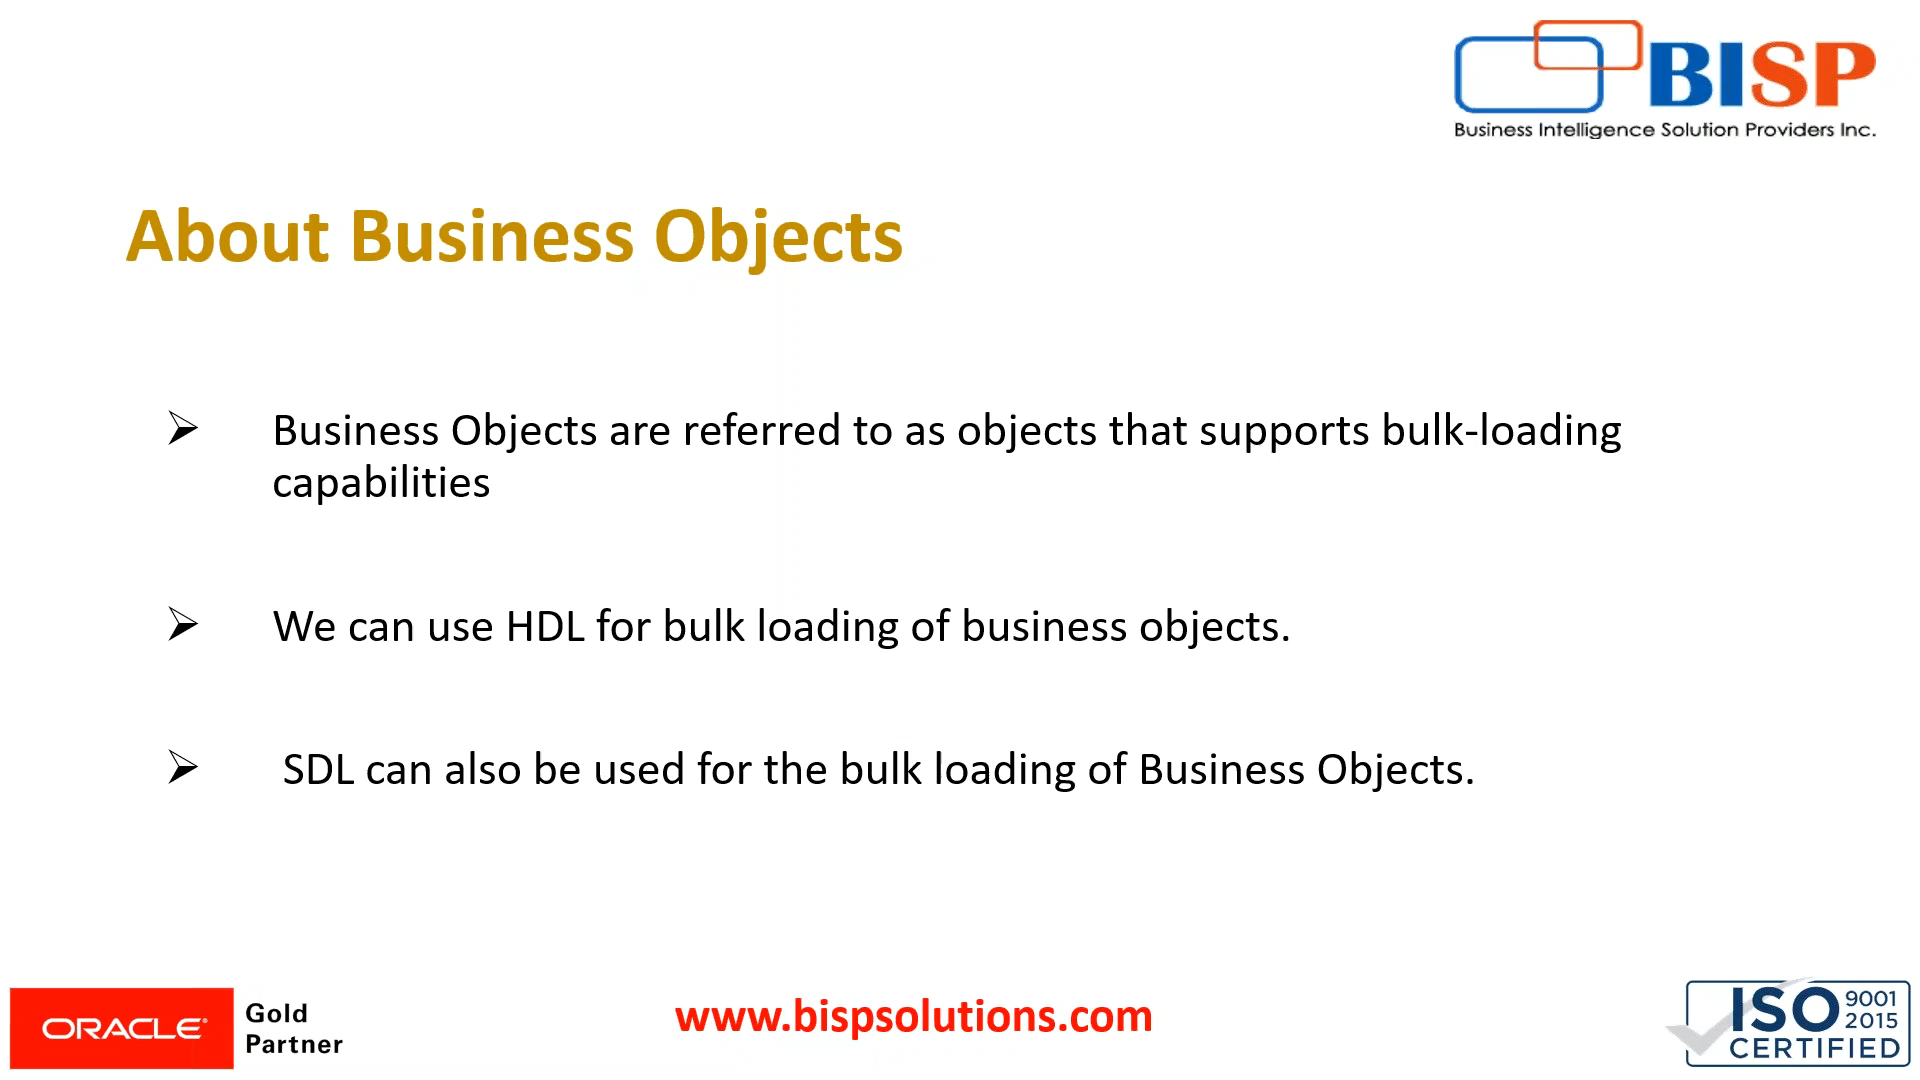 BISP
Business Intelligence Solution Providers Inc.
About Business Objects
Business Objects are referred to as objects that supports bulk-loading
capabilities
We can use HDL for bulk loading of business objects.
SDL can also be used for the bulk loading of Business Objects.
ORACLE Gold
Partner
www.bispsolutions.com
ISO 9001
2015
CERTIFIED